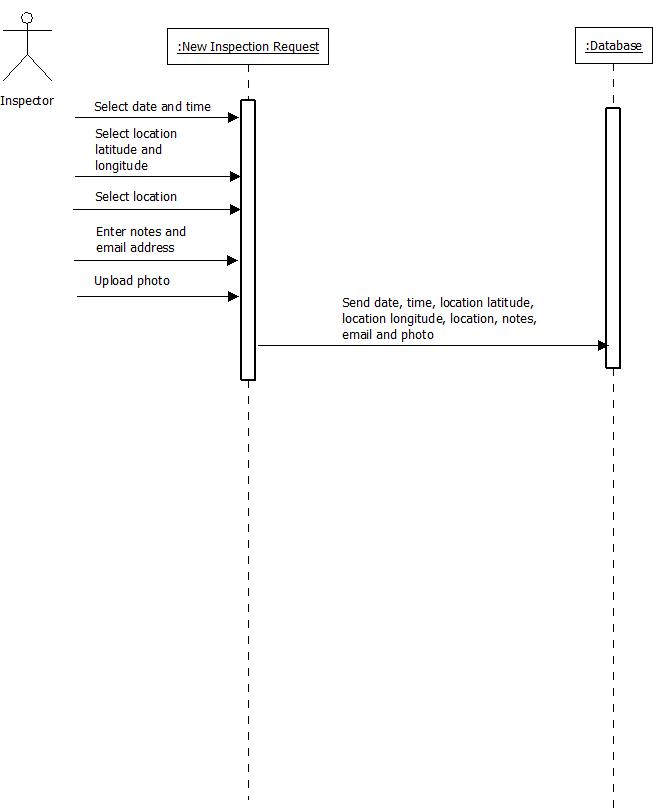 :New Inspection Request
:Database
Inspector
Select date and time
Select location
latitude and
longitude
Select location
Enter notes and
email address
Upload photo
Send date, time, location latitude,
location longitude, location, notes,
email and photo